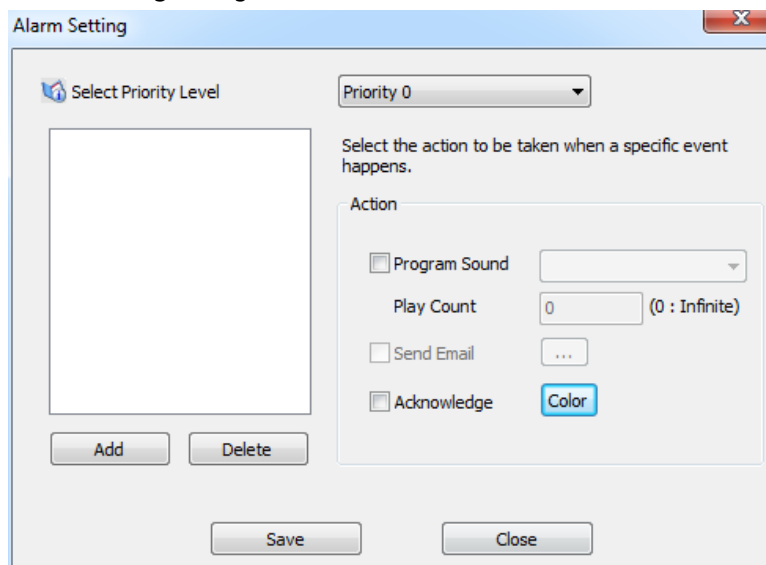 Alarm Setting
Select Priority Level
Priority 0
Select the action to be taken when a specific event
happens.
Action
Program Sound
Play Count
0
(0 : Infinite)
Send Email
...
Acknowledge
Color
Add
Delete
Save
Close